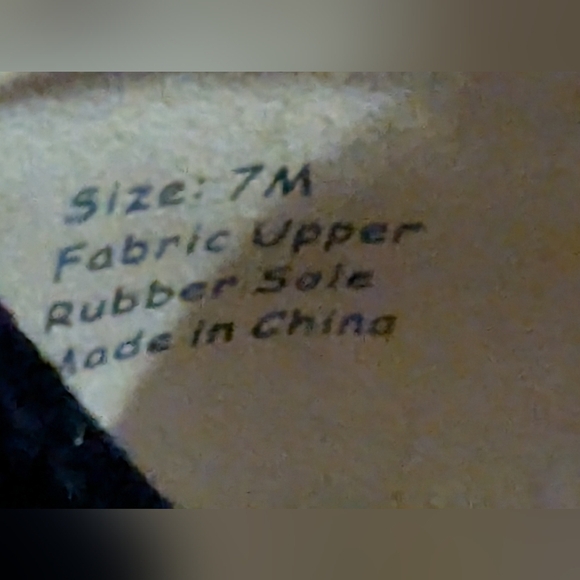 Size: 7M
Fabric Upper
Rubber Sole
Made in China